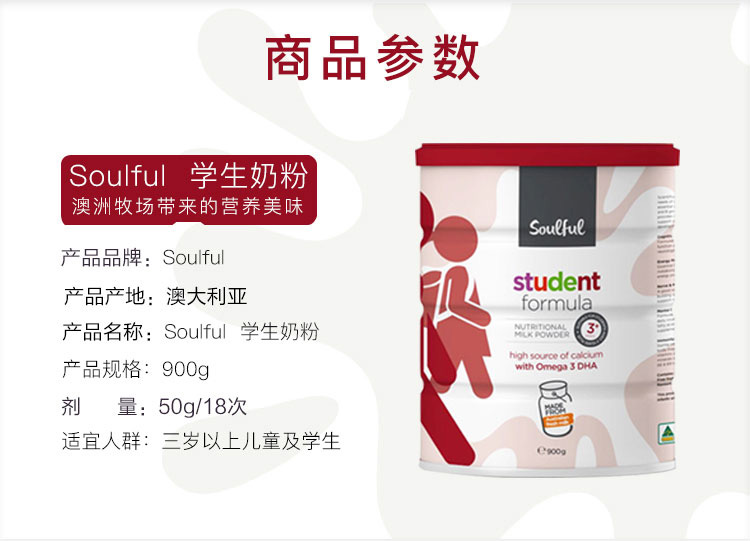 商品参数
Soulful 学生奶粉
澳洲牧场带来的营养美味
产品品牌：Soulful
产品产地：澳大利亚
产品名称：Soulful 学生奶粉
产品规格：900g
剂 量：50g/18次
适宜人群：三岁以上儿童及学生
Soulful
student
formula
NUTRITIONAL
MILK POWDER
3+
high source of calcium
with Omega 3 DHA
MADE
FROM
Australian
fresh milk
℮900g